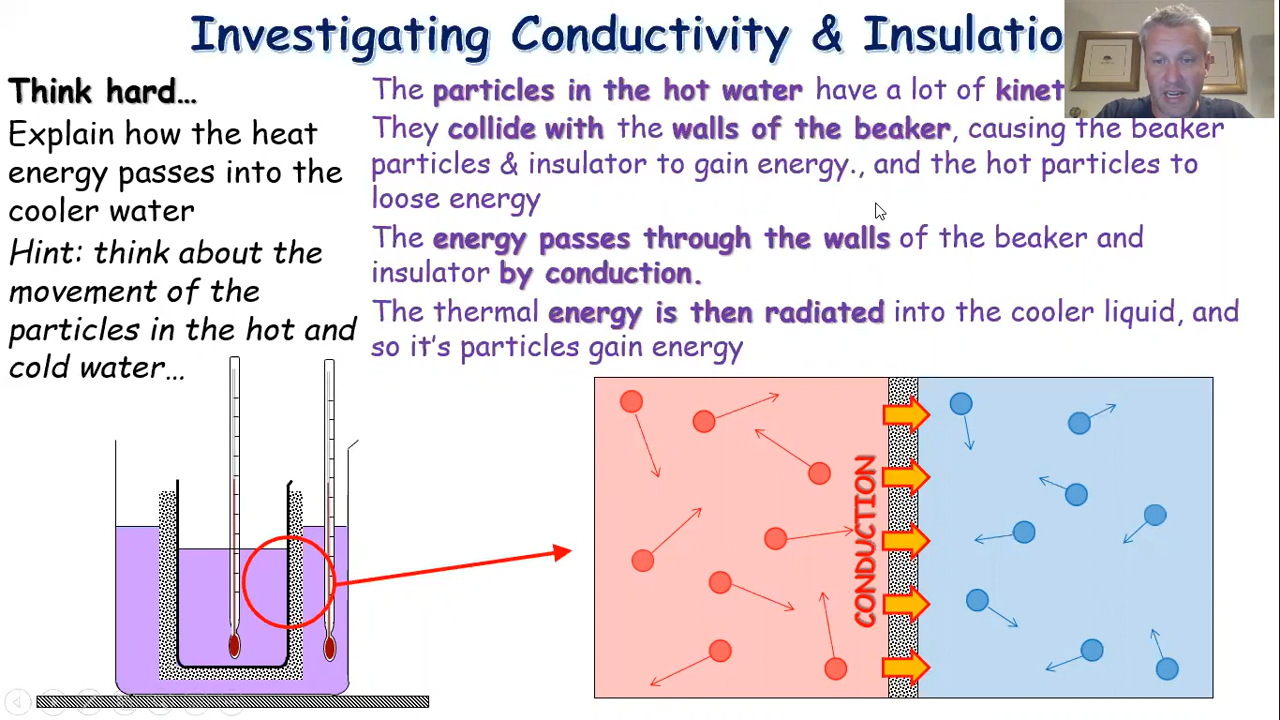 Investigating Conductivity & Insulatio
Think hard…
Explain how the heat
energy passes into the
cooler water
Hint: think about the
movement of the
particles in the hot and
cold water…
The particles in the hot water have a lot of kinet
They collide with the walls of the beaker, causing the beaker
particles & insulator to gain energy., and the hot particles to
loose energy
The energy passes through the walls of the beaker and
insulator by conduction.
The thermal energy is then radiated into the cooler liquid, and
so it's particles gain energy
CONDUCTION